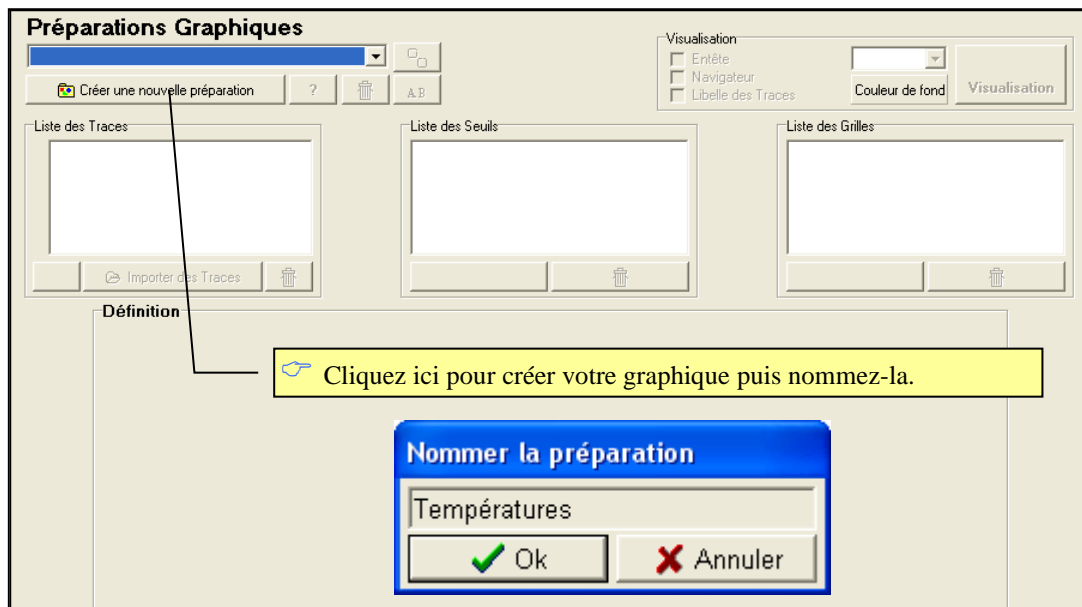 Préparations Graphiques
Créer une nouvelle préparation
?
AB
Visualisation
Entête
Navigateur
Libelle des Traces
Couleur de fond
Visualisation
Liste des Traces
Liste des Seuils
Liste des Grilles
Importer des Traces
Définition
Cliquez ici pour créer votre graphique puis nommez-la.
Nommer la préparation
Températures
Ok
Annuler